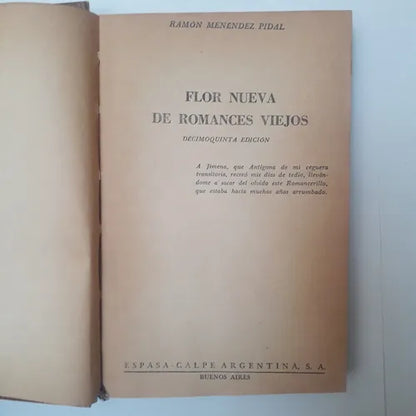 RAMÓN MENÉNDEZ PIDAL
FLOR NUEVA
DE ROMANCES VIEJOS
DECIMOQUINTA EDICIÓN
A Jimena, que Antígona de mi ceguera
transitoria, recreó mis días de tedio, lleván-
dome a sacar del olvido este Romancerillo,
que estaba hacía muchos años arrumbado.
ESPASA-CALPE ARGENTINA, S. A.
BUENOS AIRES